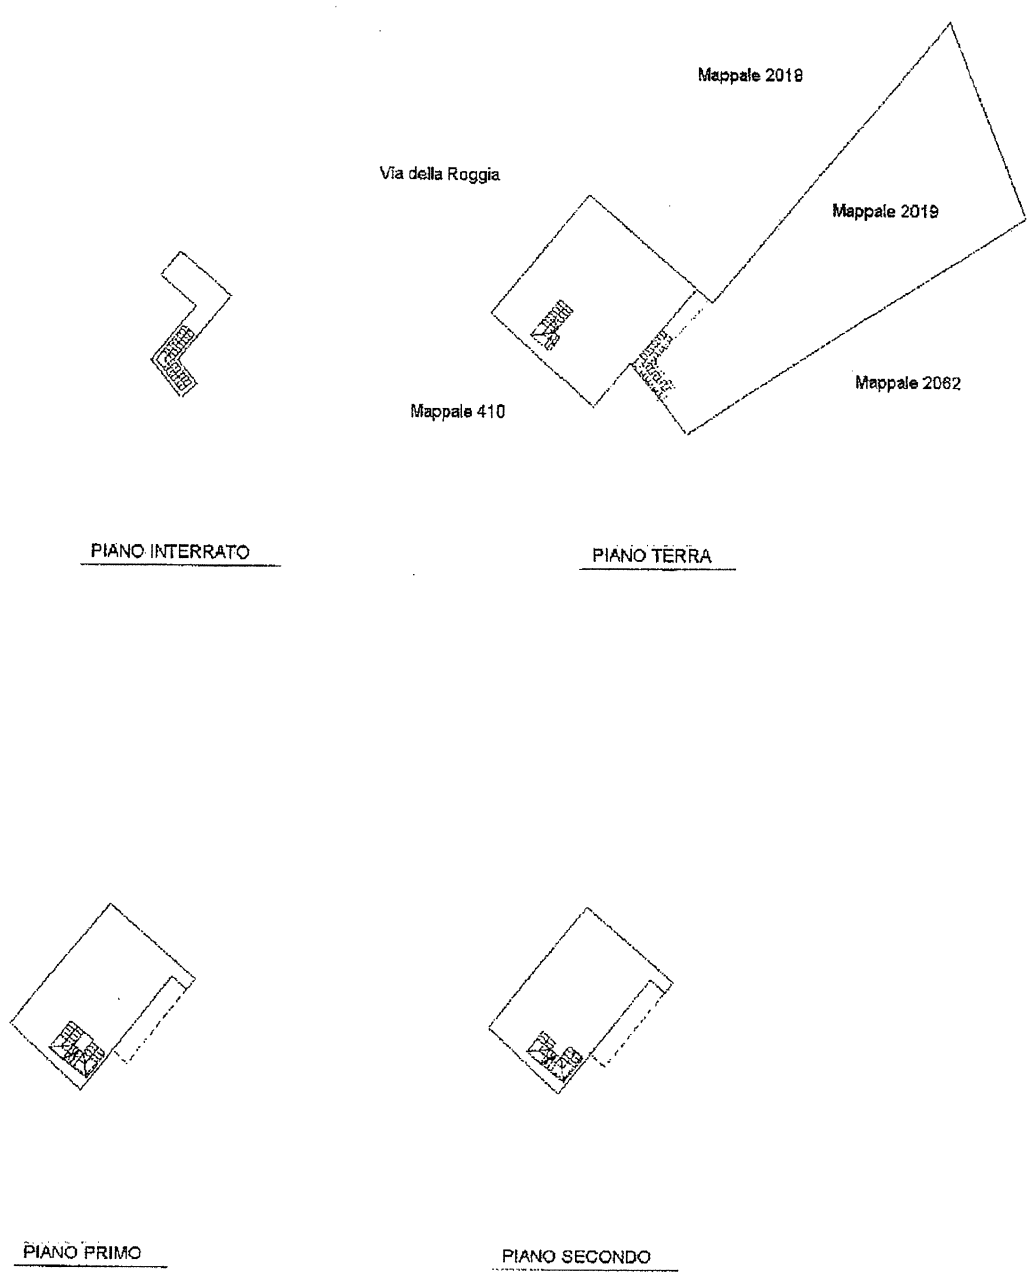 Mappale 2018
Via della Roggia
Mappale 2019
Mappale 2062
Mappale 410
PIANO INTERRATO
PIANO TERRA
PIANO PRIMO
PIANO SECONDO